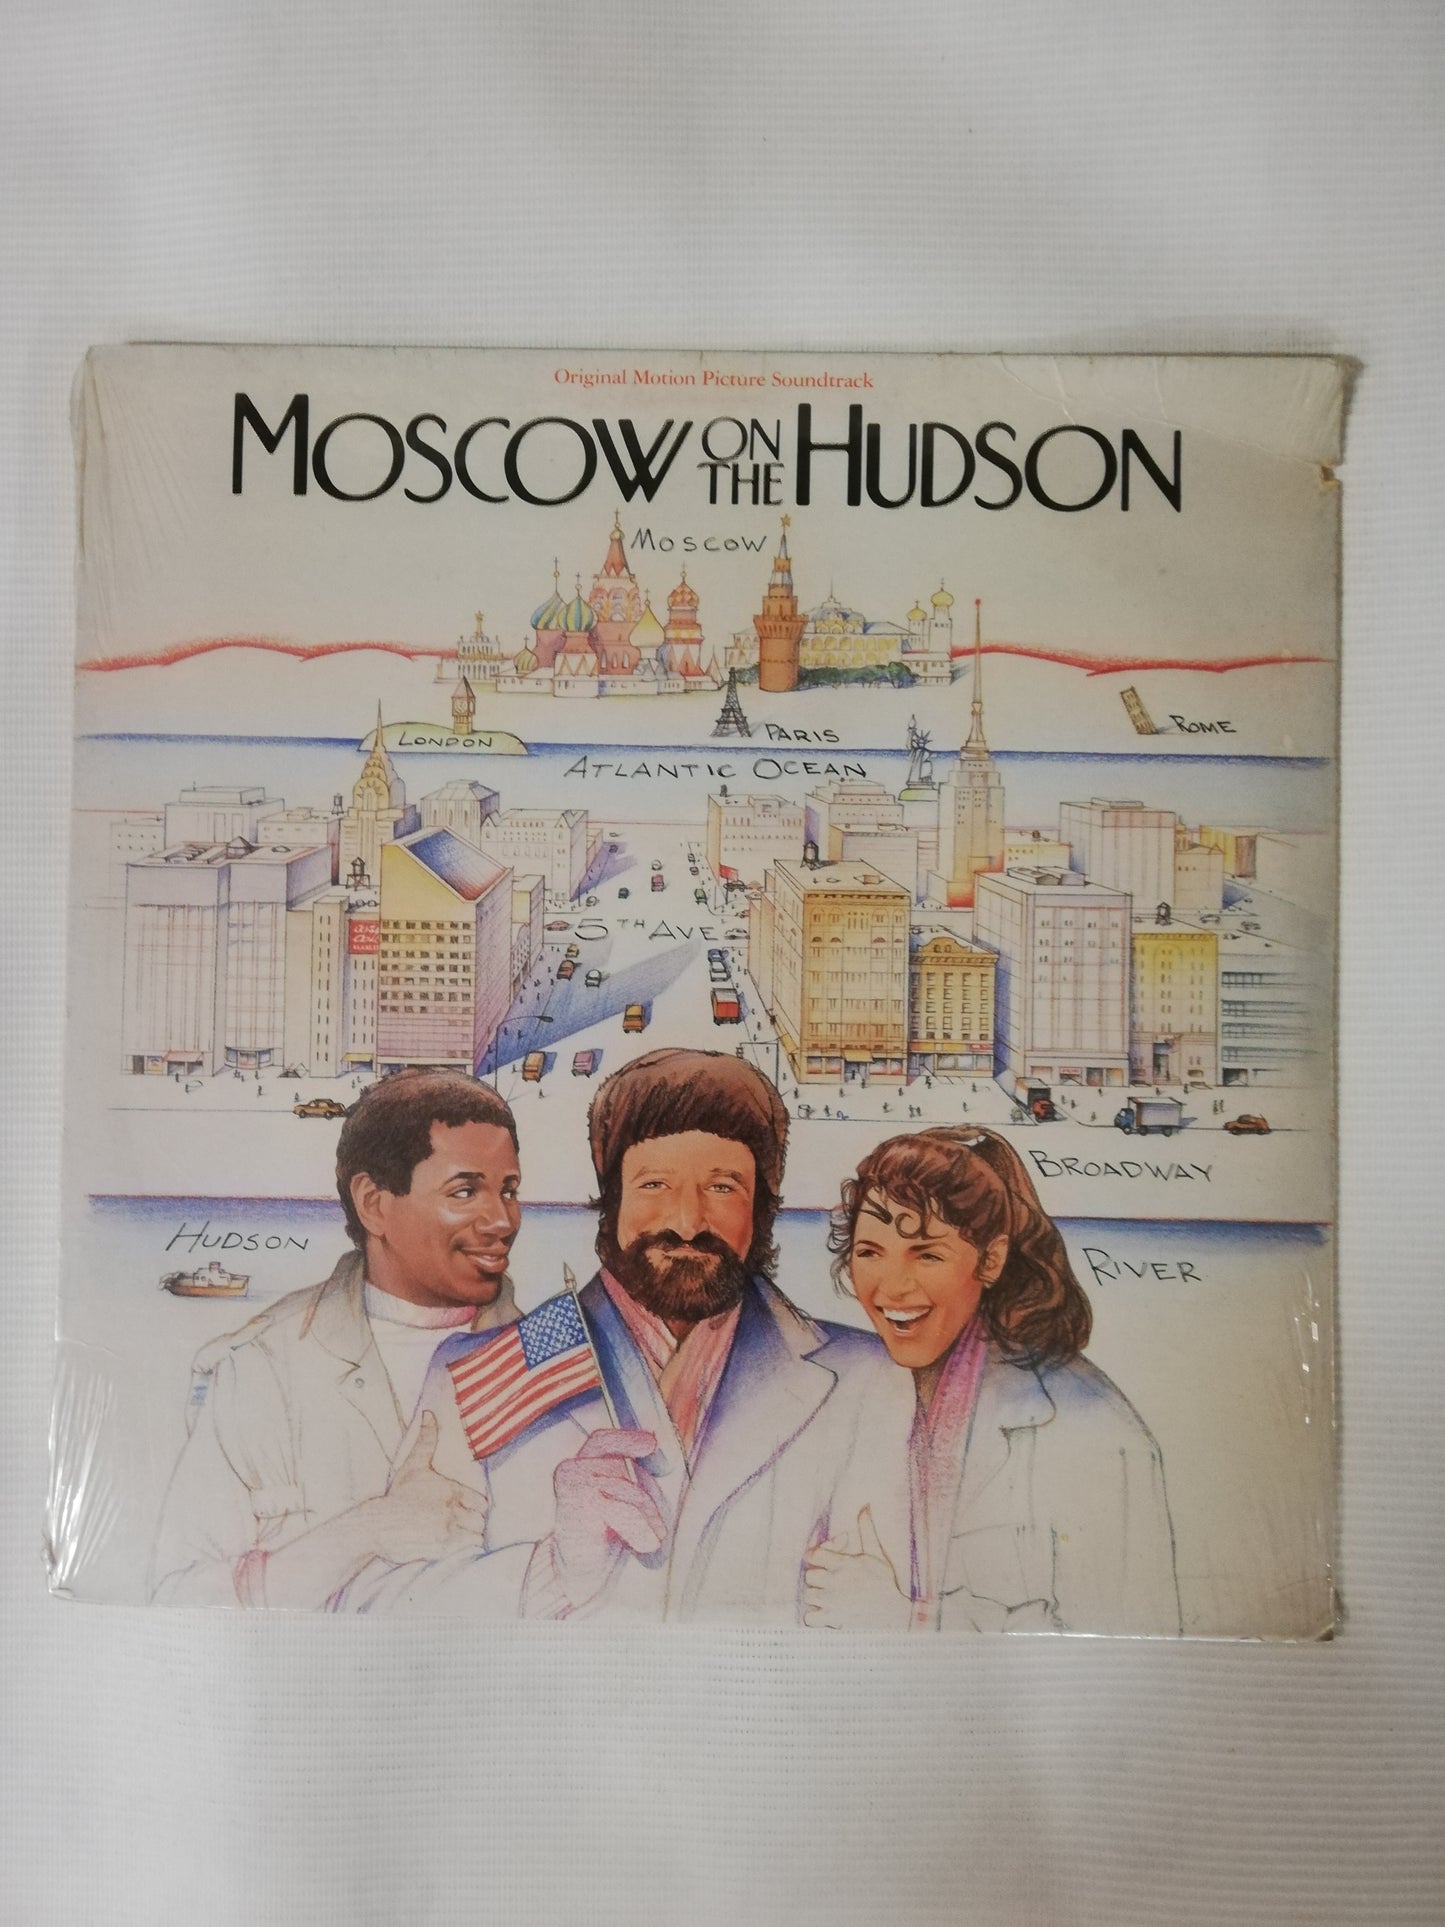 Original Motion Picture Soundtrack
MOSCOW ON THE HUDSON
MOSCOW
LONDON
PARIS
ROME
ATLANTIC OCEAN
5TH AVE
BROADWAY
HUDSON
RIVER